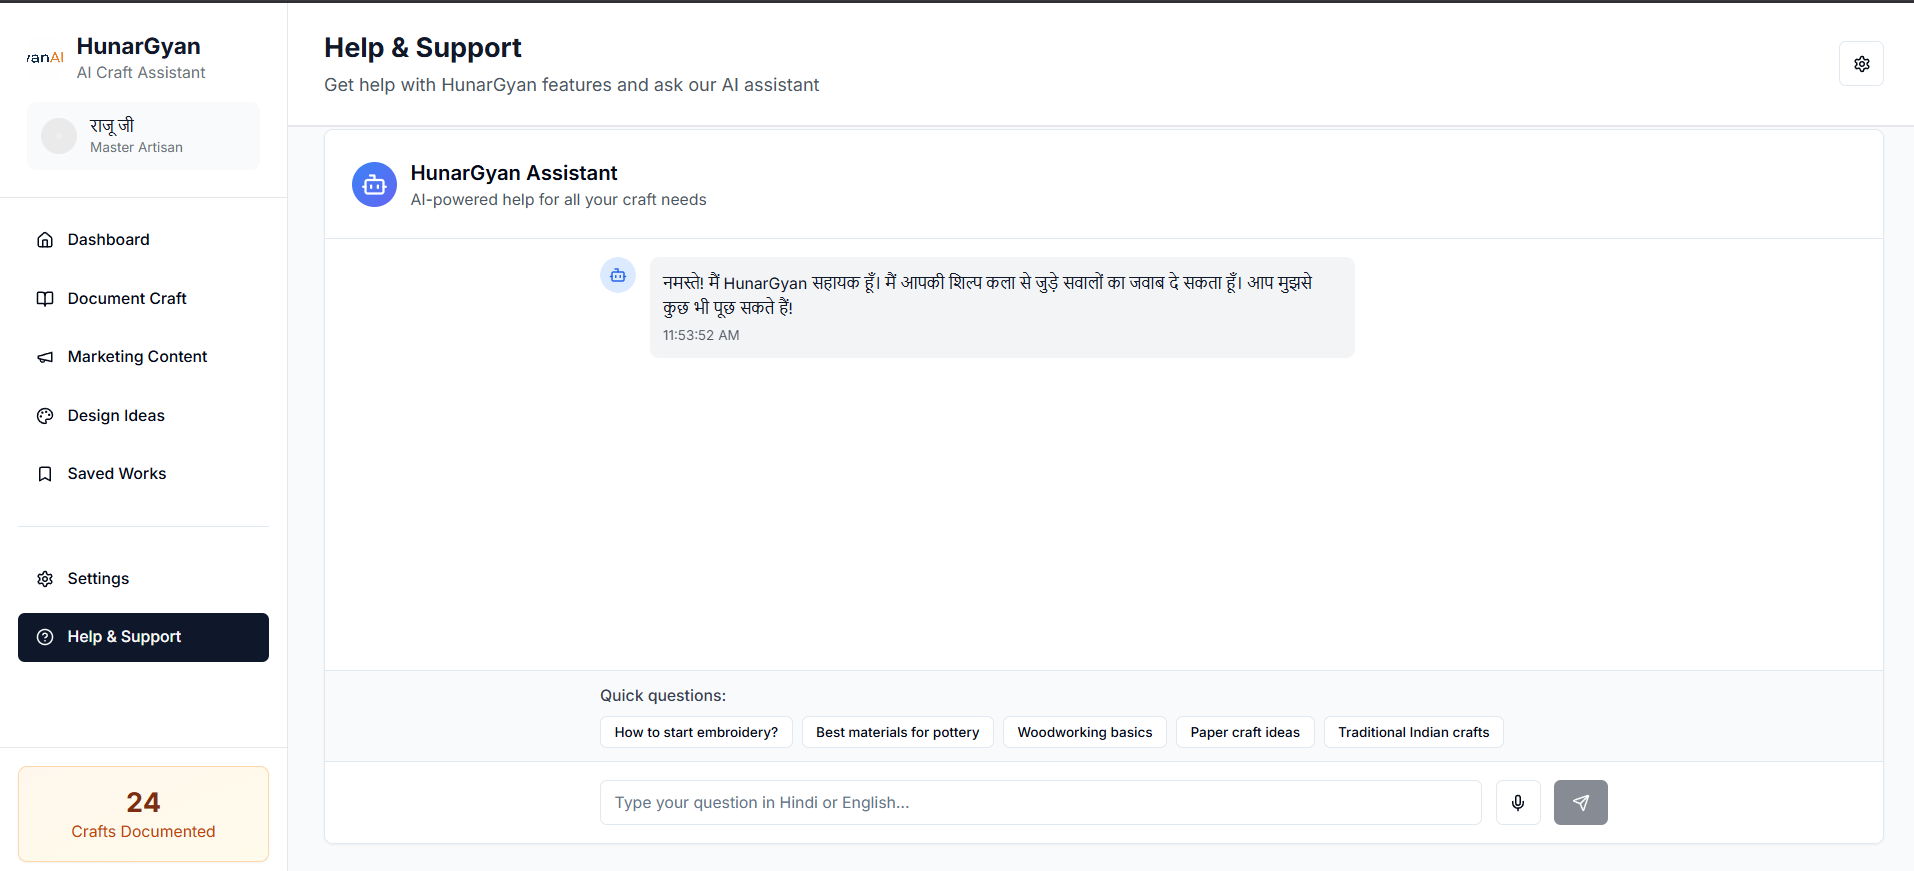 HunarGyan
AI Craft Assistant
राजू जी
Master Artisan
Dashboard
Document Craft
Marketing Content
Design Ideas
Saved Works
Settings
Help & Support
24
Crafts Documented
Help & Support
Get help with HunarGyan features and ask our AI assistant
HunarGyan Assistant
AI-powered help for all your craft needs
नमस्ते! मैं HunarGyan सहायक हूँ। मैं आपकी शिल्प कला से जुड़े सवालों का जवाब दे सकता हूँ। आप मुझसे
कुछ भी पूछ सकते हैं!
11:53:52 AM
Quick questions:
How to start embroidery?
Best materials for pottery
Woodworking basics
Paper craft ideas
Traditional Indian crafts
Type your question in Hindi or English...